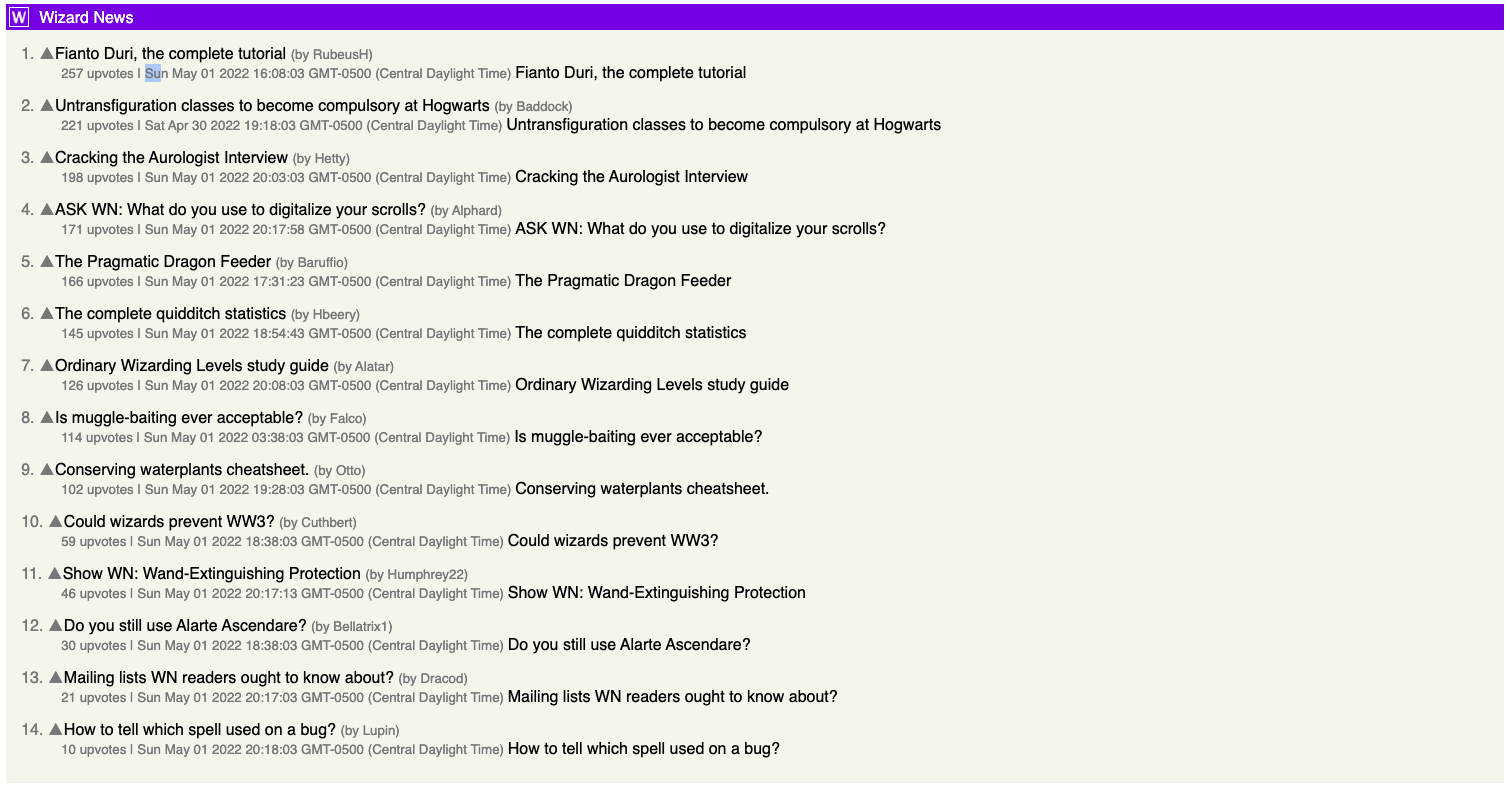 W Wizard News
1. ▲Fianto Duri, the complete tutorial (by RubeusH)
257 upvotes | Sun May 01 2022 16:08:03 GMT-0500 (Central Daylight Time) Fianto Duri, the complete tutorial
2. ▲Untransfiguration classes to become compulsory at Hogwarts (by Baddock)
221 upvotes | Sat Apr 30 2022 19:18:03 GMT-0500 (Central Daylight Time) Untransfiguration classes to become compulsory at Hogwarts
3. ▲Cracking the Aurologist Interview (by Hetty)
198 upvotes | Sun May 01 2022 20:03:03 GMT-0500 (Central Daylight Time) Cracking the Aurologist Interview
4. ▲ASK WN: What do you use to digitalize your scrolls? (by Alphard)
171 upvotes | Sun May 01 2022 20:17:58 GMT-0500 (Central Daylight Time) ASK WN: What do you use to digitalize your scrolls?
5. ▲The Pragmatic Dragon Feeder (by Baruffio)
166 upvotes | Sun May 01 2022 17:31:23 GMT-0500 (Central Daylight Time) The Pragmatic Dragon Feeder
6. ▲The complete quidditch statistics (by Hbeery)
145 upvotes | Sun May 01 2022 18:54:43 GMT-0500 (Central Daylight Time) The complete quidditch statistics
7. ▲Ordinary Wizarding Levels study guide (by Alatar)
126 upvotes | Sun May 01 2022 20:08:03 GMT-0500 (Central Daylight Time) Ordinary Wizarding Levels study guide
8. ▲Is muggle-baiting ever acceptable? (by Falco)
114 upvotes | Sun May 01 2022 03:38:03 GMT-0500 (Central Daylight Time) Is muggle-baiting ever acceptable?
9. ▲Conserving waterplants cheatsheet. (by Otto)
102 upvotes | Sun May 01 2022 19:28:03 GMT-0500 (Central Daylight Time) Conserving waterplants cheatsheet.
10. ▲Could wizards prevent WW3? (by Cuthbert)
59 upvotes | Sun May 01 2022 18:38:03 GMT-0500 (Central Daylight Time) Could wizards prevent WW3?
11. ▲Show WN: Wand-Extinguishing Protection (by Humphrey22)
46 upvotes | Sun May 01 2022 20:17:13 GMT-0500 (Central Daylight Time) Show WN: Wand-Extinguishing Protection
12. ▲Do you still use Alarte Ascendare? (by Bellatrix1)
30 upvotes | Sun May 01 2022 18:38:03 GMT-0500 (Central Daylight Time) Do you still use Alarte Ascendare?
13. ▲Mailing lists WN readers ought to know about? (by Dracod)
21 upvotes | Sun May 01 2022 20:17:03 GMT-0500 (Central Daylight Time) Mailing lists WN readers ought to know about?
14. ▲How to tell which spell used on a bug? (by Lupin)
10 upvotes | Sun May 01 2022 20:18:03 GMT-0500 (Central Daylight Time) How to tell which spell used on a bug?